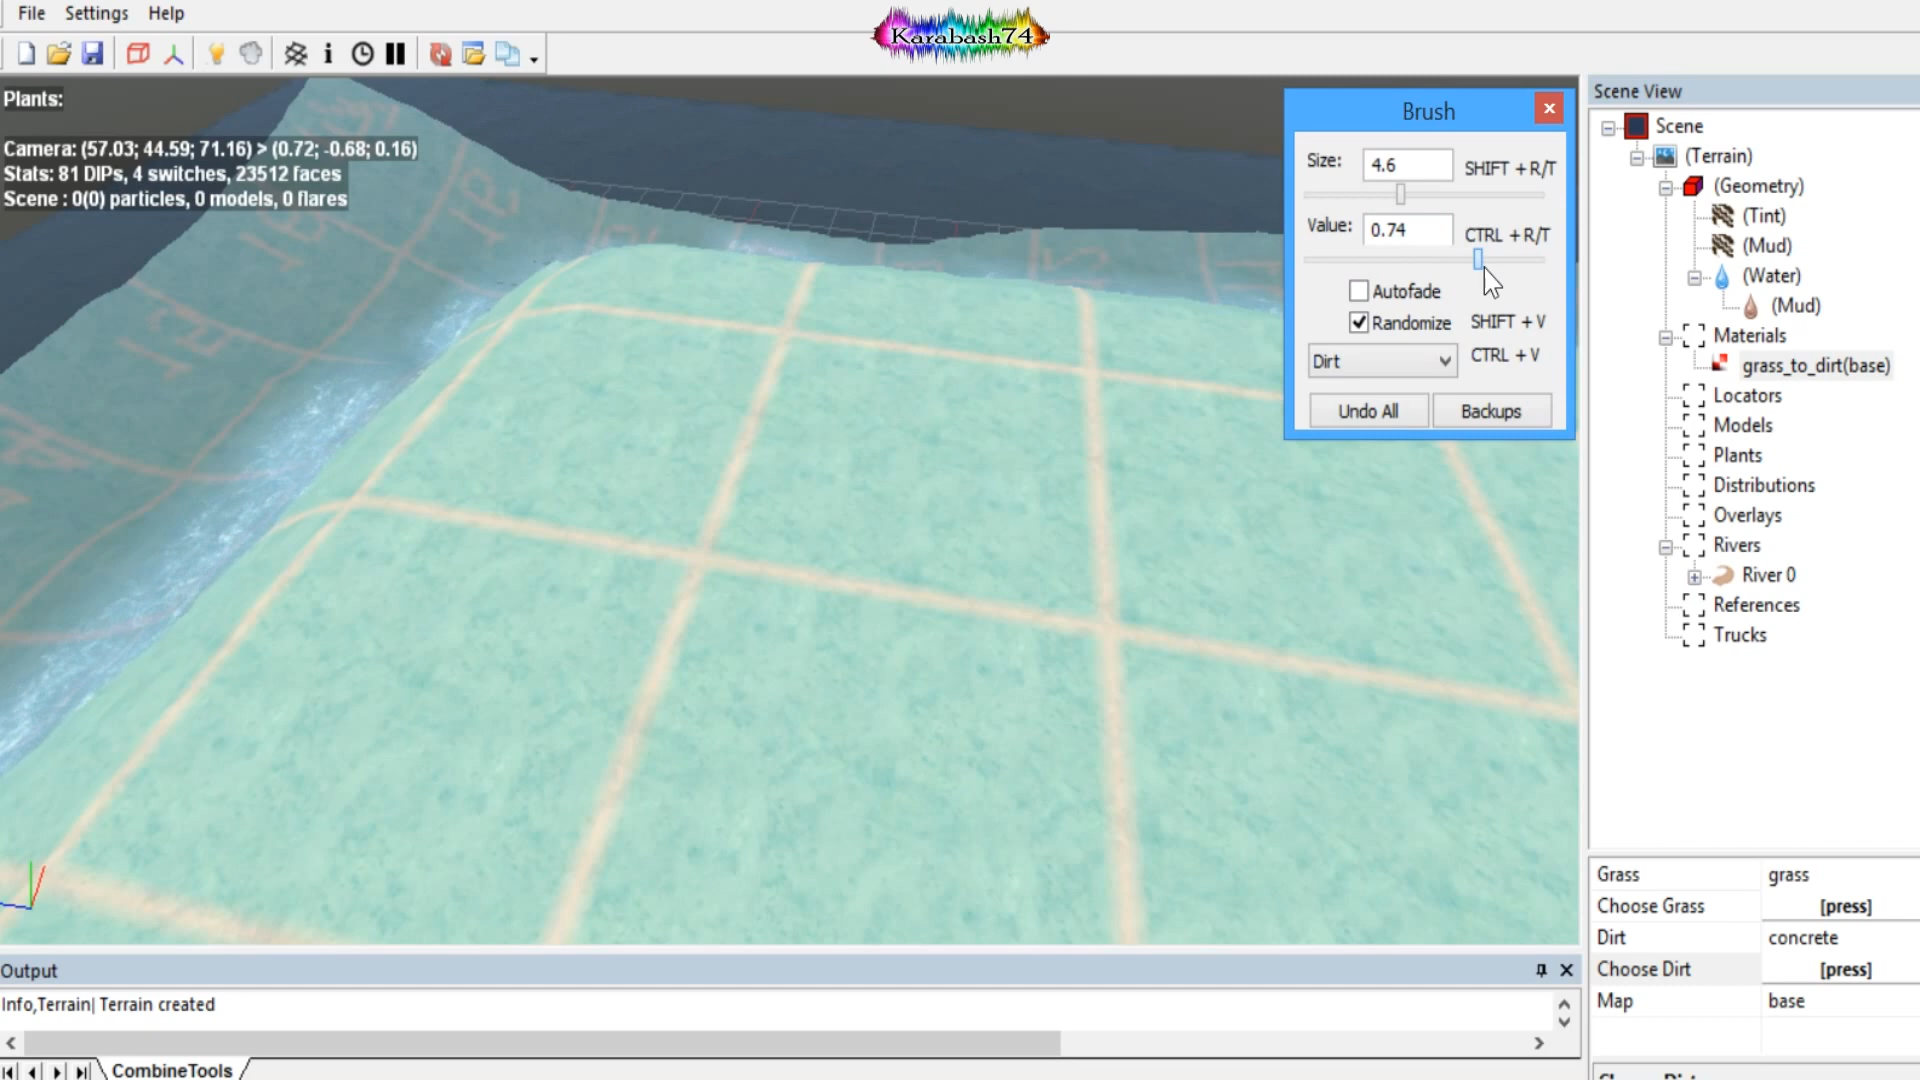 File Settings Help
Karabash74
Plants:
Camera: (57.03; 44.59; 71.16) > (0.72; -0.68; 0.16)
Stats: 81 DIPs, 4 switches, 23512 faces
Scene : 0(0) particles, 0 models, 0 flares
Brush
Size: 4.6 SHIFT + R/T
Value: 0.74 CTRL + R/T
Autofade
Randomize SHIFT + V
Dirt CTRL + V
Undo All Backups
Scene View
Scene
(Terrain)
(Geometry)
(Tint)
(Mud)
(Water)
(Mud)
Materials
grass_to_dirt(base)
Locators
Models
Plants
Distributions
Overlays
Rivers
River 0
References
Trucks
Grass grass
Choose Grass [press]
Dirt concrete
Choose Dirt [press]
Map base
Output
Info,Terrain| Terrain created
CombineTools